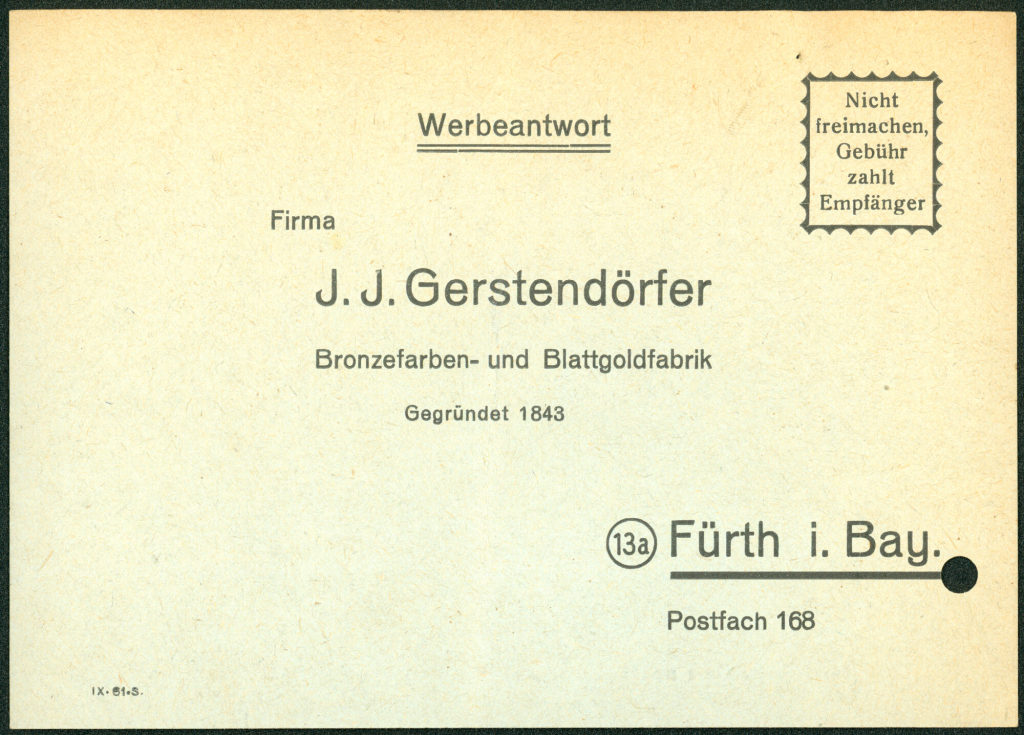 Werbeantwort
Nicht
freimachen,
Gebühr
zahlt
Empfänger
Firma
J. J. Gerstendörfer
Bronzefarben- und Blattgoldfabrik
Gegründet 1843
13a Fürth i. Bay.
Postfach 168
IX. 61.S.